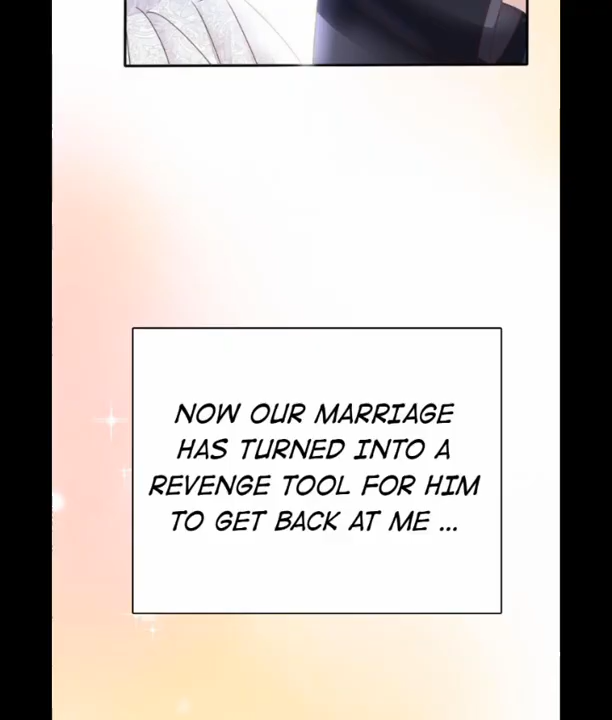 NOW OUR MARRIAGE
HAS TURNED INTO A
REVENGE TOOL FOR HIM
TO GET BACK AT ME ...